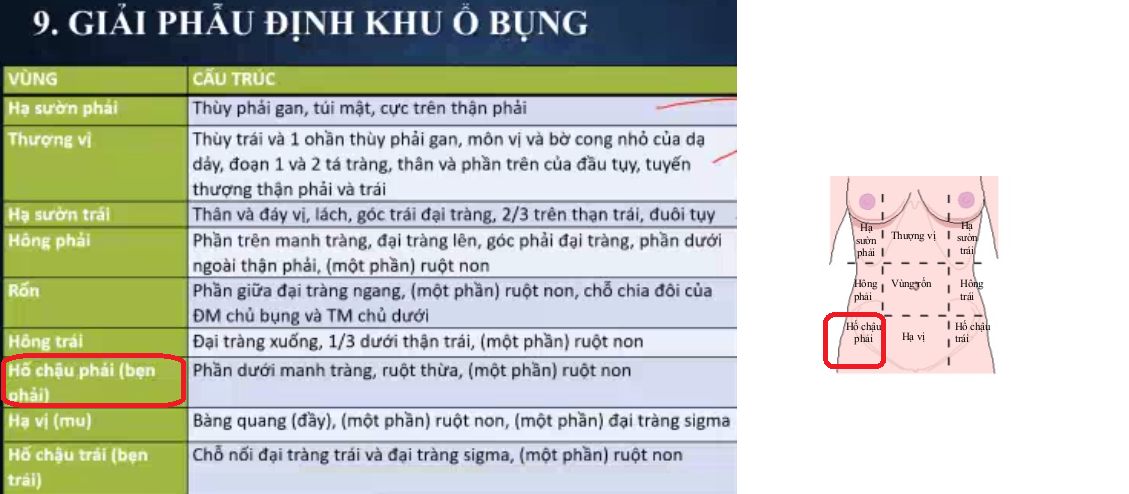 9. GIẢI PHẪU ĐỊNH KHU Ổ BỤNG
VÙNG
CẤU TRÚC
Hạ sườn phải
Thùy phải gan, túi mật, cực trên thận phải
Thượng vị
Thùy trái và 1 ohần thùy phải gan, môn vị và bờ cong nhỏ của dạ
dảy, đoạn 1 và 2 tá tràng, thân và phần trên của đầu tụy, tuyến
thượng thận phải và trái
Hạ sườn trái
Thân và đáy vị, lách, góc trái đại tràng, 2/3 trên thạn trái, đuôi tụy
Hông phải
Phần trên manh tràng, đại tràng lên, góc phải đại tràng, phần dưới
ngoài thận phải, (một phần) ruột non
Rốn
Phần giữa đại tràng ngang, (một phần) ruột non, chỗ chia đôi của
ĐM chủ bụng và TM chủ dưới
Hông trái
Đại tràng xuống, 1/3 dưới thận trái, (một phần) ruột non
Hố chậu phải (bẹn
phải)
Phần dưới manh tràng, ruột thừa, (một phần) ruột non
Hạ vị (mu)
Bàng quang (đầy), (một phần) ruột non, (một phần) đại tràng sigma
Hố chậu trái (bẹn
trái)
Chỗ nối đại tràng trái và đại tràng sigma, (một phần) ruột non
Hạ
sườn
phải
Thượng vị
Hạ
sườn
trái
Hông
phải
Vùng rốn
Hông
trái
Hố chậu
phải
Hạ vị
Hố chậu
trái